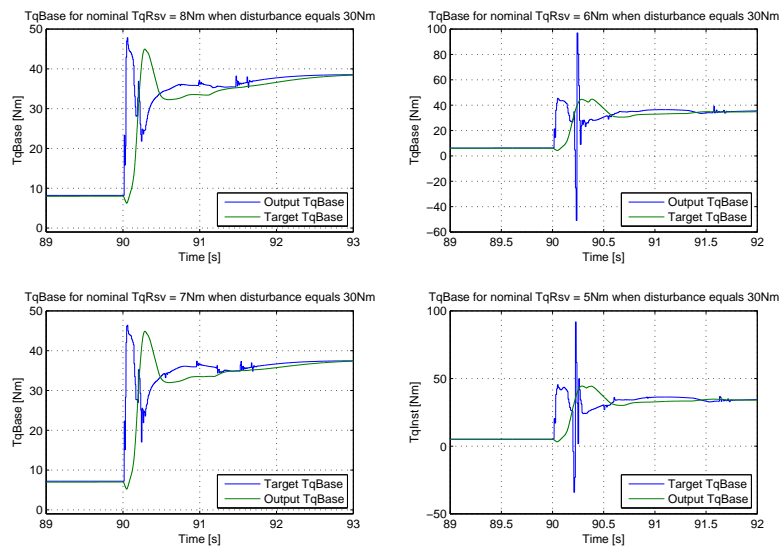 TqBase for nominal TqRsv = 8Nm when disturbance equals 30Nm
50
40
30
20
10
0
TqBase [Nm]
89
90
91
92
93
Time [s]
Output TqBase
Target TqBase
TqBase for nominal TqRsv = 6Nm when disturbance equals 30Nm
100
80
60
40
20
0
−20
−40
−60
TqBase [Nm]
89
89.5
90
90.5
91
91.5
92
Time [s]
Output TqBase
Target TqBase
TqBase for nominal TqRsv = 7Nm when disturbance equals 30Nm
50
40
30
20
10
0
TqBase [Nm]
89
90
91
92
93
Time [s]
Target TqBase
Output TqBase
TqBase for nominal TqRsv = 5Nm when disturbance equals 30Nm
100
50
0
−50
TqInst [Nm]
89
89.5
90
90.5
91
91.5
92
Time [s]
Target TqBase
Output TqBase